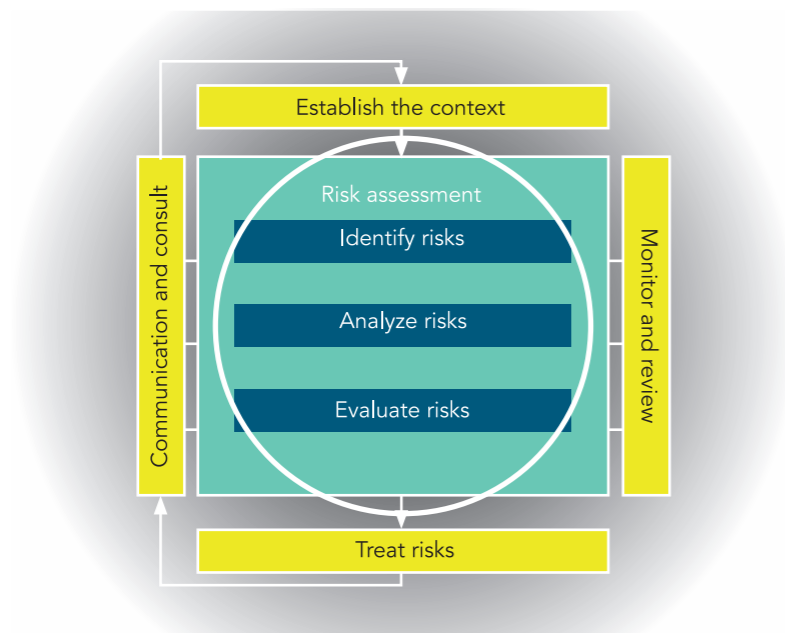 Establish the context
Communication and consult
Risk assessment
Identify risks
Analyze risks
Evaluate risks
Monitor and review
Treat risks